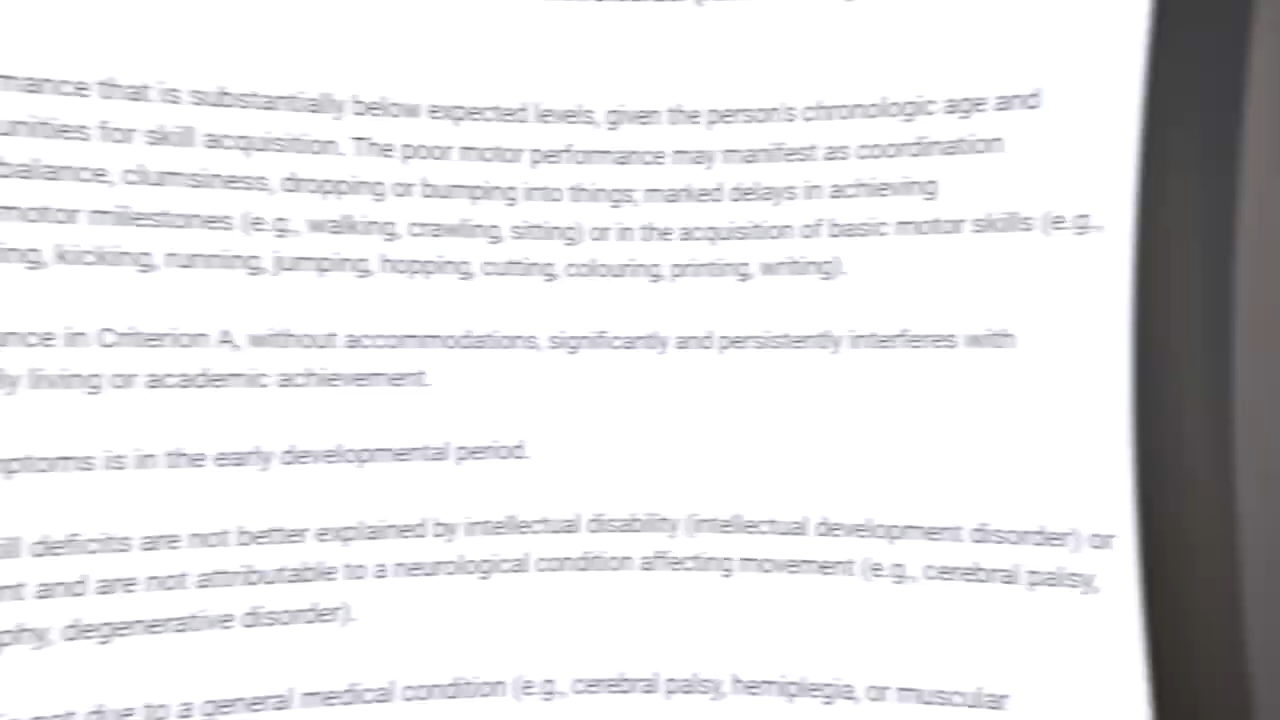 that is substantially below expected levels, given the person's chronologic age and
for skill acquisition. The poor motor performance may manifest as coordination
balance, clumsiness, dropping or bumping into things; marked delays in achieving
motor milestones (e.g., walking, crawling, sitting) or in the acquisition of basic motor skills (e.g.,
kicking, running, jumping, hopping, cutting, colouring, printing, writing).
in Criterion A, without accommodations, significantly and persistently interferes with
living or academic achievement.
is in the early developmental period.
deficits are not better explained by intellectual disability (intellectual development disorder) or
and are not attributable to a neurological condition affecting movement (e.g., cerebral palsy,
degenerative disorder).
not due to a general medical condition (e.g., cerebral palsy, hemiplegia, or muscular